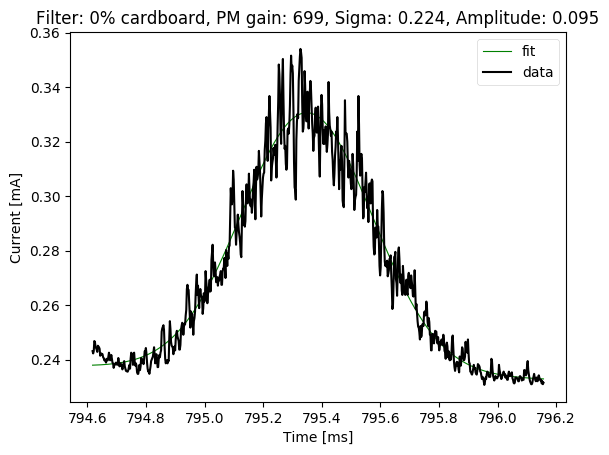 Filter: 0% cardboard, PM gain: 699, Sigma: 0.224, Amplitude: 0.095
0.36
fit
data
0.34
0.32
0.30
0.28
0.26
0.24
Current [mA]
794.6 794.8 795.0 795.2 795.4 795.6 795.8 796.0 796.2
Time [ms]